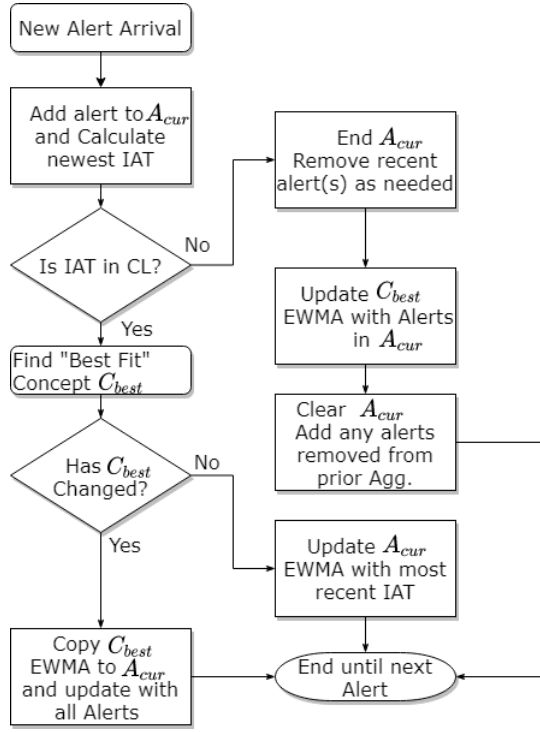 New Alert Arrival
Add alert to A_cur
and Calculate
newest IAT
Is IAT in CL?
No
Yes
End A_cur
Remove recent
alert(s) as needed
Update C_best
EWMA with Alerts
in A_cur
Clear A_cur
Add any alerts
removed from
prior Agg.
Find "Best Fit"
Concept C_best
Has C_best
Changed?
No
Yes
Update A_cur
EWMA with most
recent IAT
Copy C_best
EWMA to A_cur
and update with
all Alerts
End until next
Alert